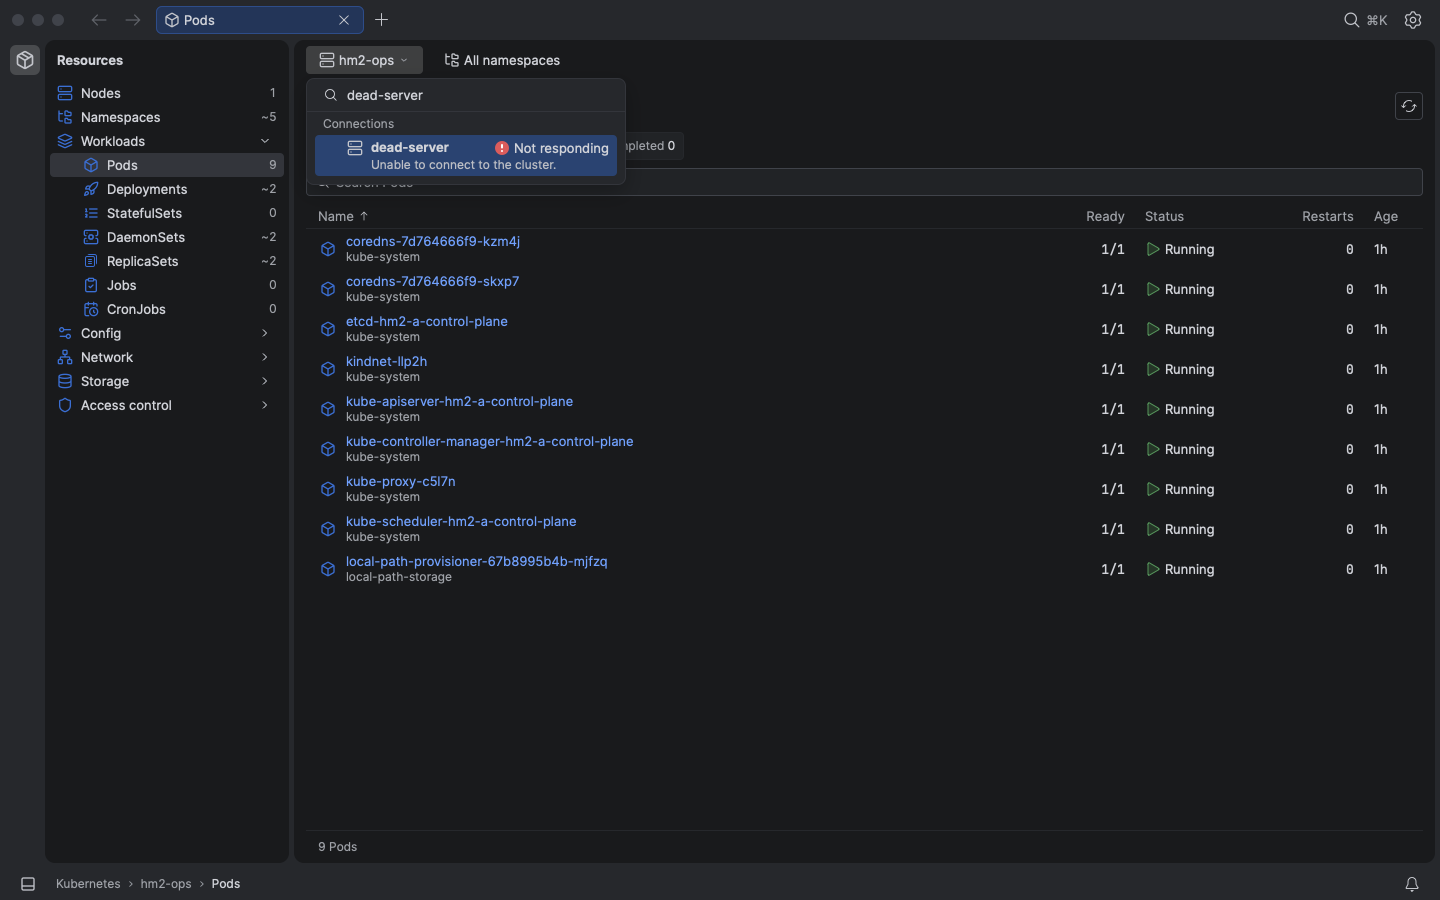 Pods
⌘K
Resources
Nodes 1
Namespaces ~5
Workloads
Pods 9
Deployments ~2
StatefulSets 0
DaemonSets ~2
ReplicaSets ~2
Jobs 0
CronJobs 0
Config
Network
Storage
Access control
hm2-ops
All namespaces
dead-server
Connections
dead-server Not responding
Unable to connect to the cluster.
mpleted 0
Name ↑ Ready Status Restarts Age
coredns-7d764666f9-kzm4j
kube-system
1/1 Running 0 1h
coredns-7d764666f9-skxp7
kube-system
1/1 Running 0 1h
etcd-hm2-a-control-plane
kube-system
1/1 Running 0 1h
kindnet-llp2h
kube-system
1/1 Running 0 1h
kube-apiserver-hm2-a-control-plane
kube-system
1/1 Running 0 1h
kube-controller-manager-hm2-a-control-plane
kube-system
1/1 Running 0 1h
kube-proxy-c5l7n
kube-system
1/1 Running 0 1h
kube-scheduler-hm2-a-control-plane
kube-system
1/1 Running 0 1h
local-path-provisioner-67b8995b4b-mjfzq
local-path-storage
1/1 Running 0 1h
9 Pods
Kubernetes › hm2-ops › Pods